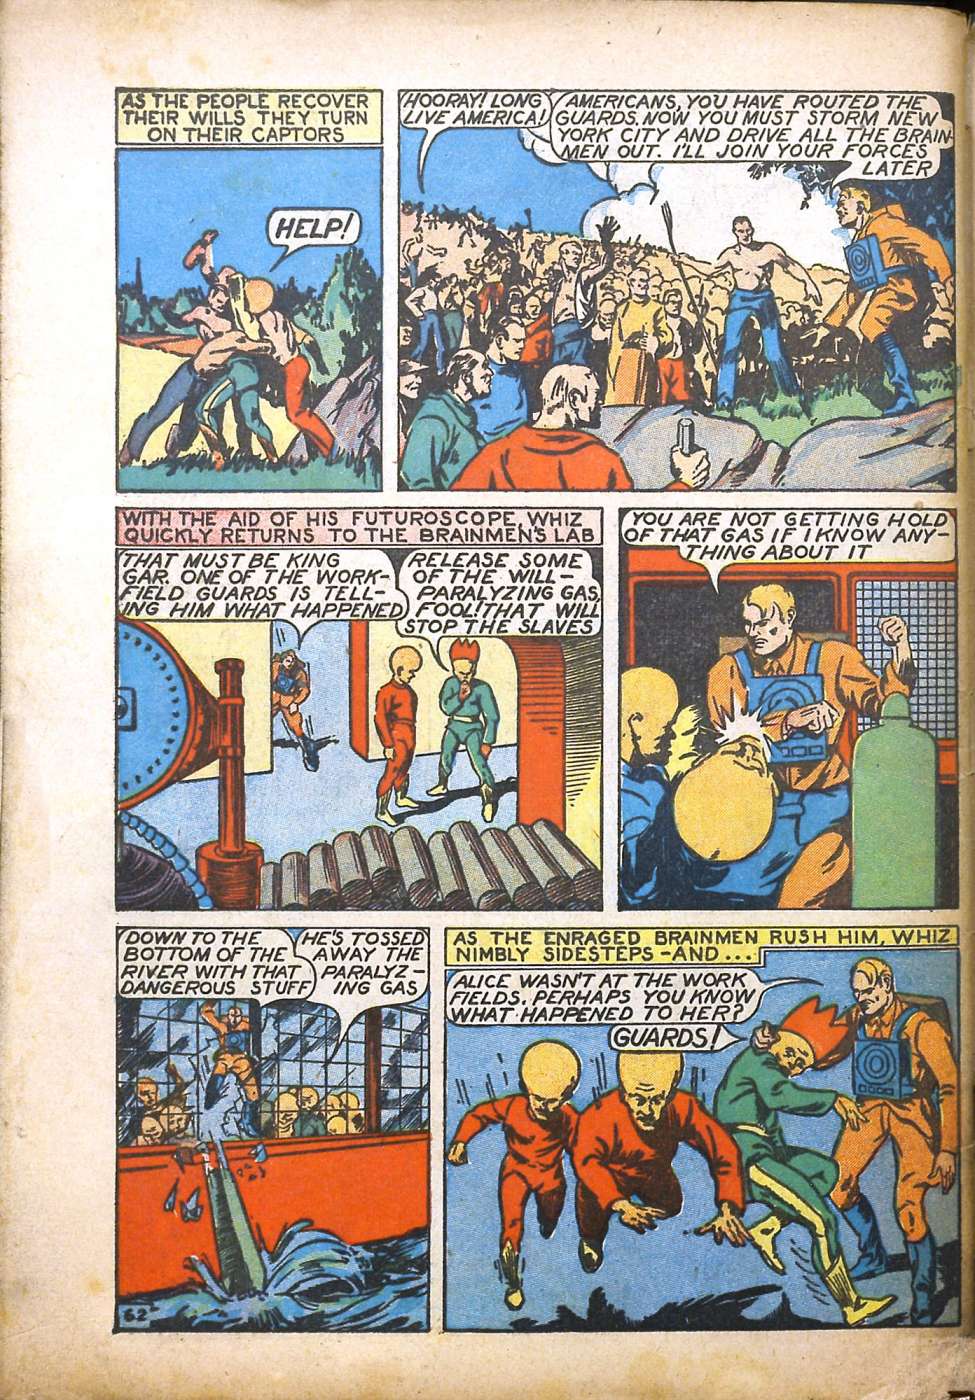 AS THE PEOPLE RECOVER
THEIR WILLS THEY TURN
ON THEIR CAPTORS
HELP!
HOORAY! LONG
LIVE AMERICA!
AMERICANS, YOU HAVE ROUTED THE
GUARDS. NOW YOU MUST STORM NEW
YORK CITY AND DRIVE ALL THE BRAIN-
MEN OUT. I'LL JOIN YOUR FORCES
LATER
WITH THE AID OF HIS FUTUROSCOPE, WHIZ
QUICKLY RETURNS TO THE BRAINMEN'S LAB
THAT MUST BE KING
GAR. ONE OF THE WORK-
FIELD GUARDS IS TELL-
ING HIM WHAT HAPPENED
RELEASE SOME
OF THE WILL-
PARALYZING GAS,
FOOL! THAT WILL
STOP THE SLAVES
YOU ARE NOT GETTING HOLD
OF THAT GAS IF I KNOW ANY-
THING ABOUT IT
DOWN TO THE
BOTTOM OF THE
RIVER WITH THAT
DANGEROUS STUFF
HE'S TOSSED
AWAY THE
PARALYZ-
ING GAS
62
AS THE ENRAGED BRAINMEN RUSH HIM, WHIZ
NIMBLY SIDESTEPS-AND...
ALICE WASN'T AT THE WORK
FIELDS. PERHAPS YOU KNOW
WHAT HAPPENED TO HER?
GUARDS!